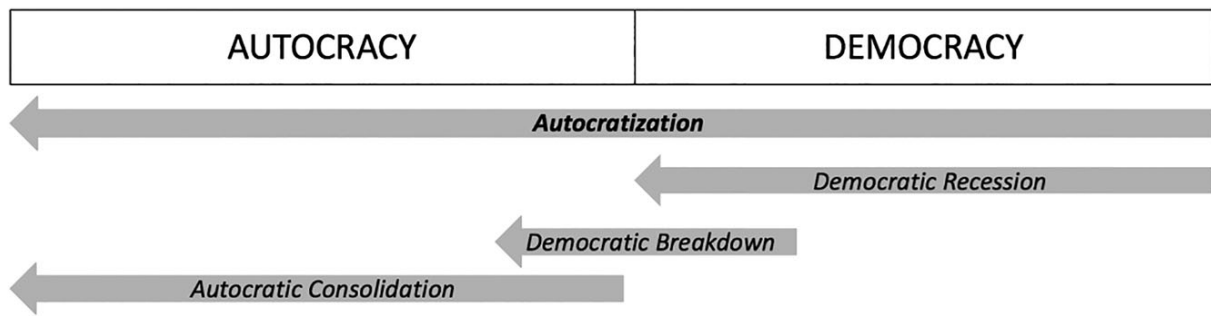 AUTOCRACY DEMOCRACY
Autocratization
Democratic Recession
Democratic Breakdown
Autocratic Consolidation